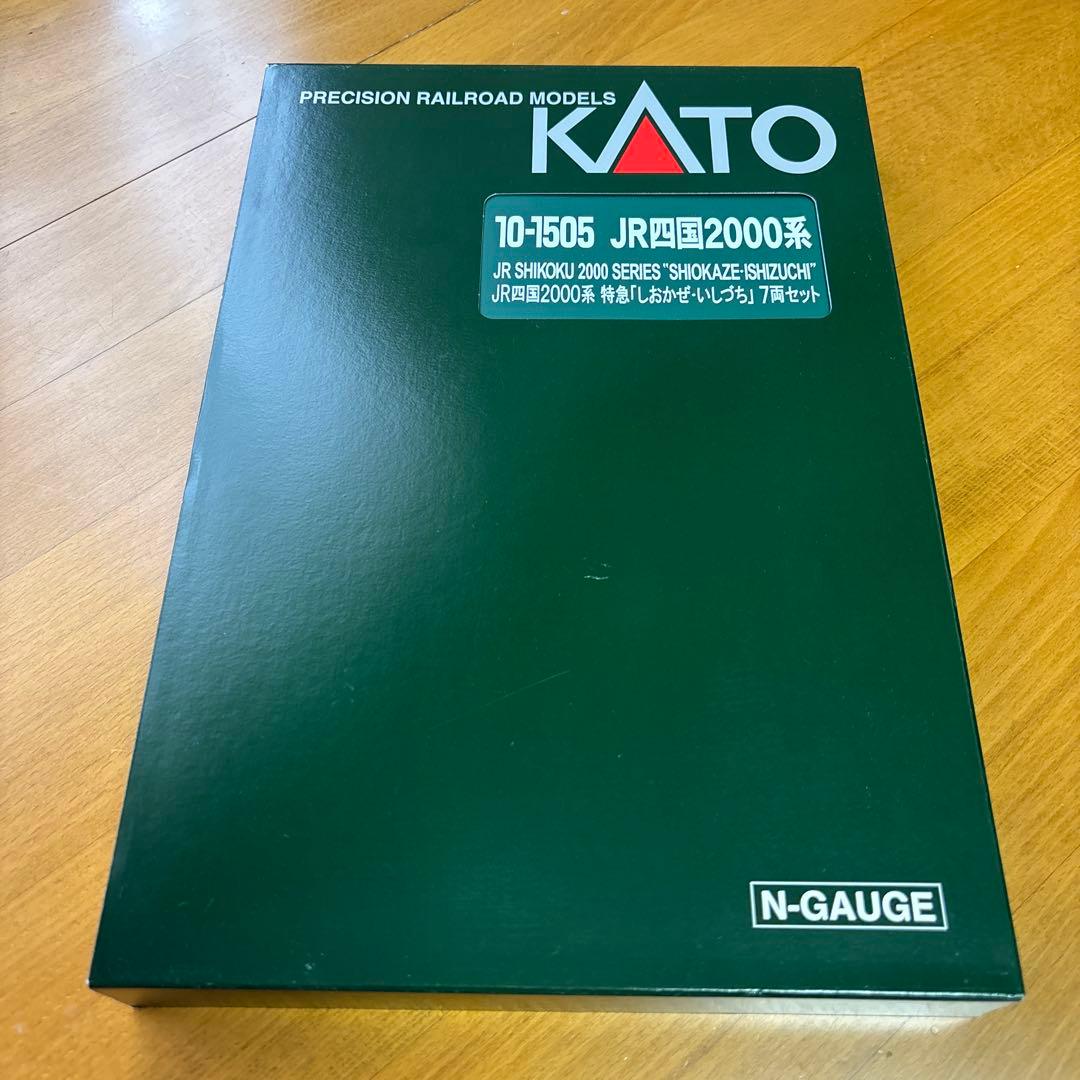 PRECISION RAILROAD MODELS
KATO
10-1505 JR四国2000系
JR SHIKOKU 2000 SERIES "SHIOKAZE-ISHIZUCHI"
JR四国2000系 特急「しおかぜ・いしづち」 7両セット
N-GAUGE